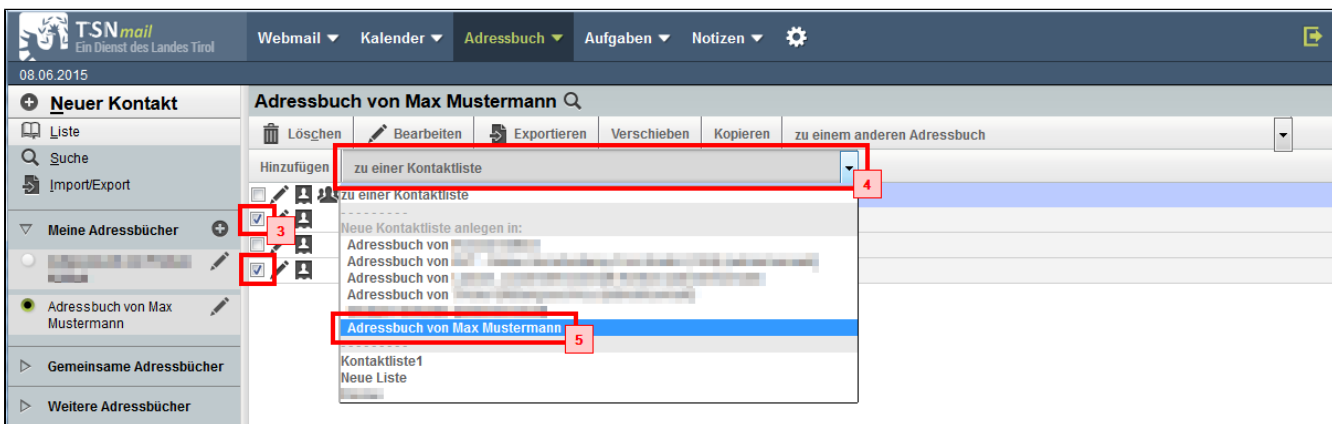 TSNmail
Ein Dienst des Landes Tirol
Webmail Kalender Adressbuch Aufgaben Notizen
08.06.2015
Neuer Kontakt
Liste
Suche
Import/Export
Meine Adressbücher
Adressbuch von Max
Mustermann
Gemeinsame Adressbücher
Weitere Adressbücher
Adressbuch von Max Mustermann
Löschen Bearbeiten Exportieren Verschieben Kopieren zu einem anderen Adressbuch
Hinzufügen zu einer Kontaktliste
4
zu einer Kontaktliste
---------
3
Neue Kontaktliste anlegen in:
Adressbuch von
Adressbuch von
Adressbuch von
Adressbuch von
Adressbuch von Max Mustermann
5
---------
Kontaktliste1
Neue Liste